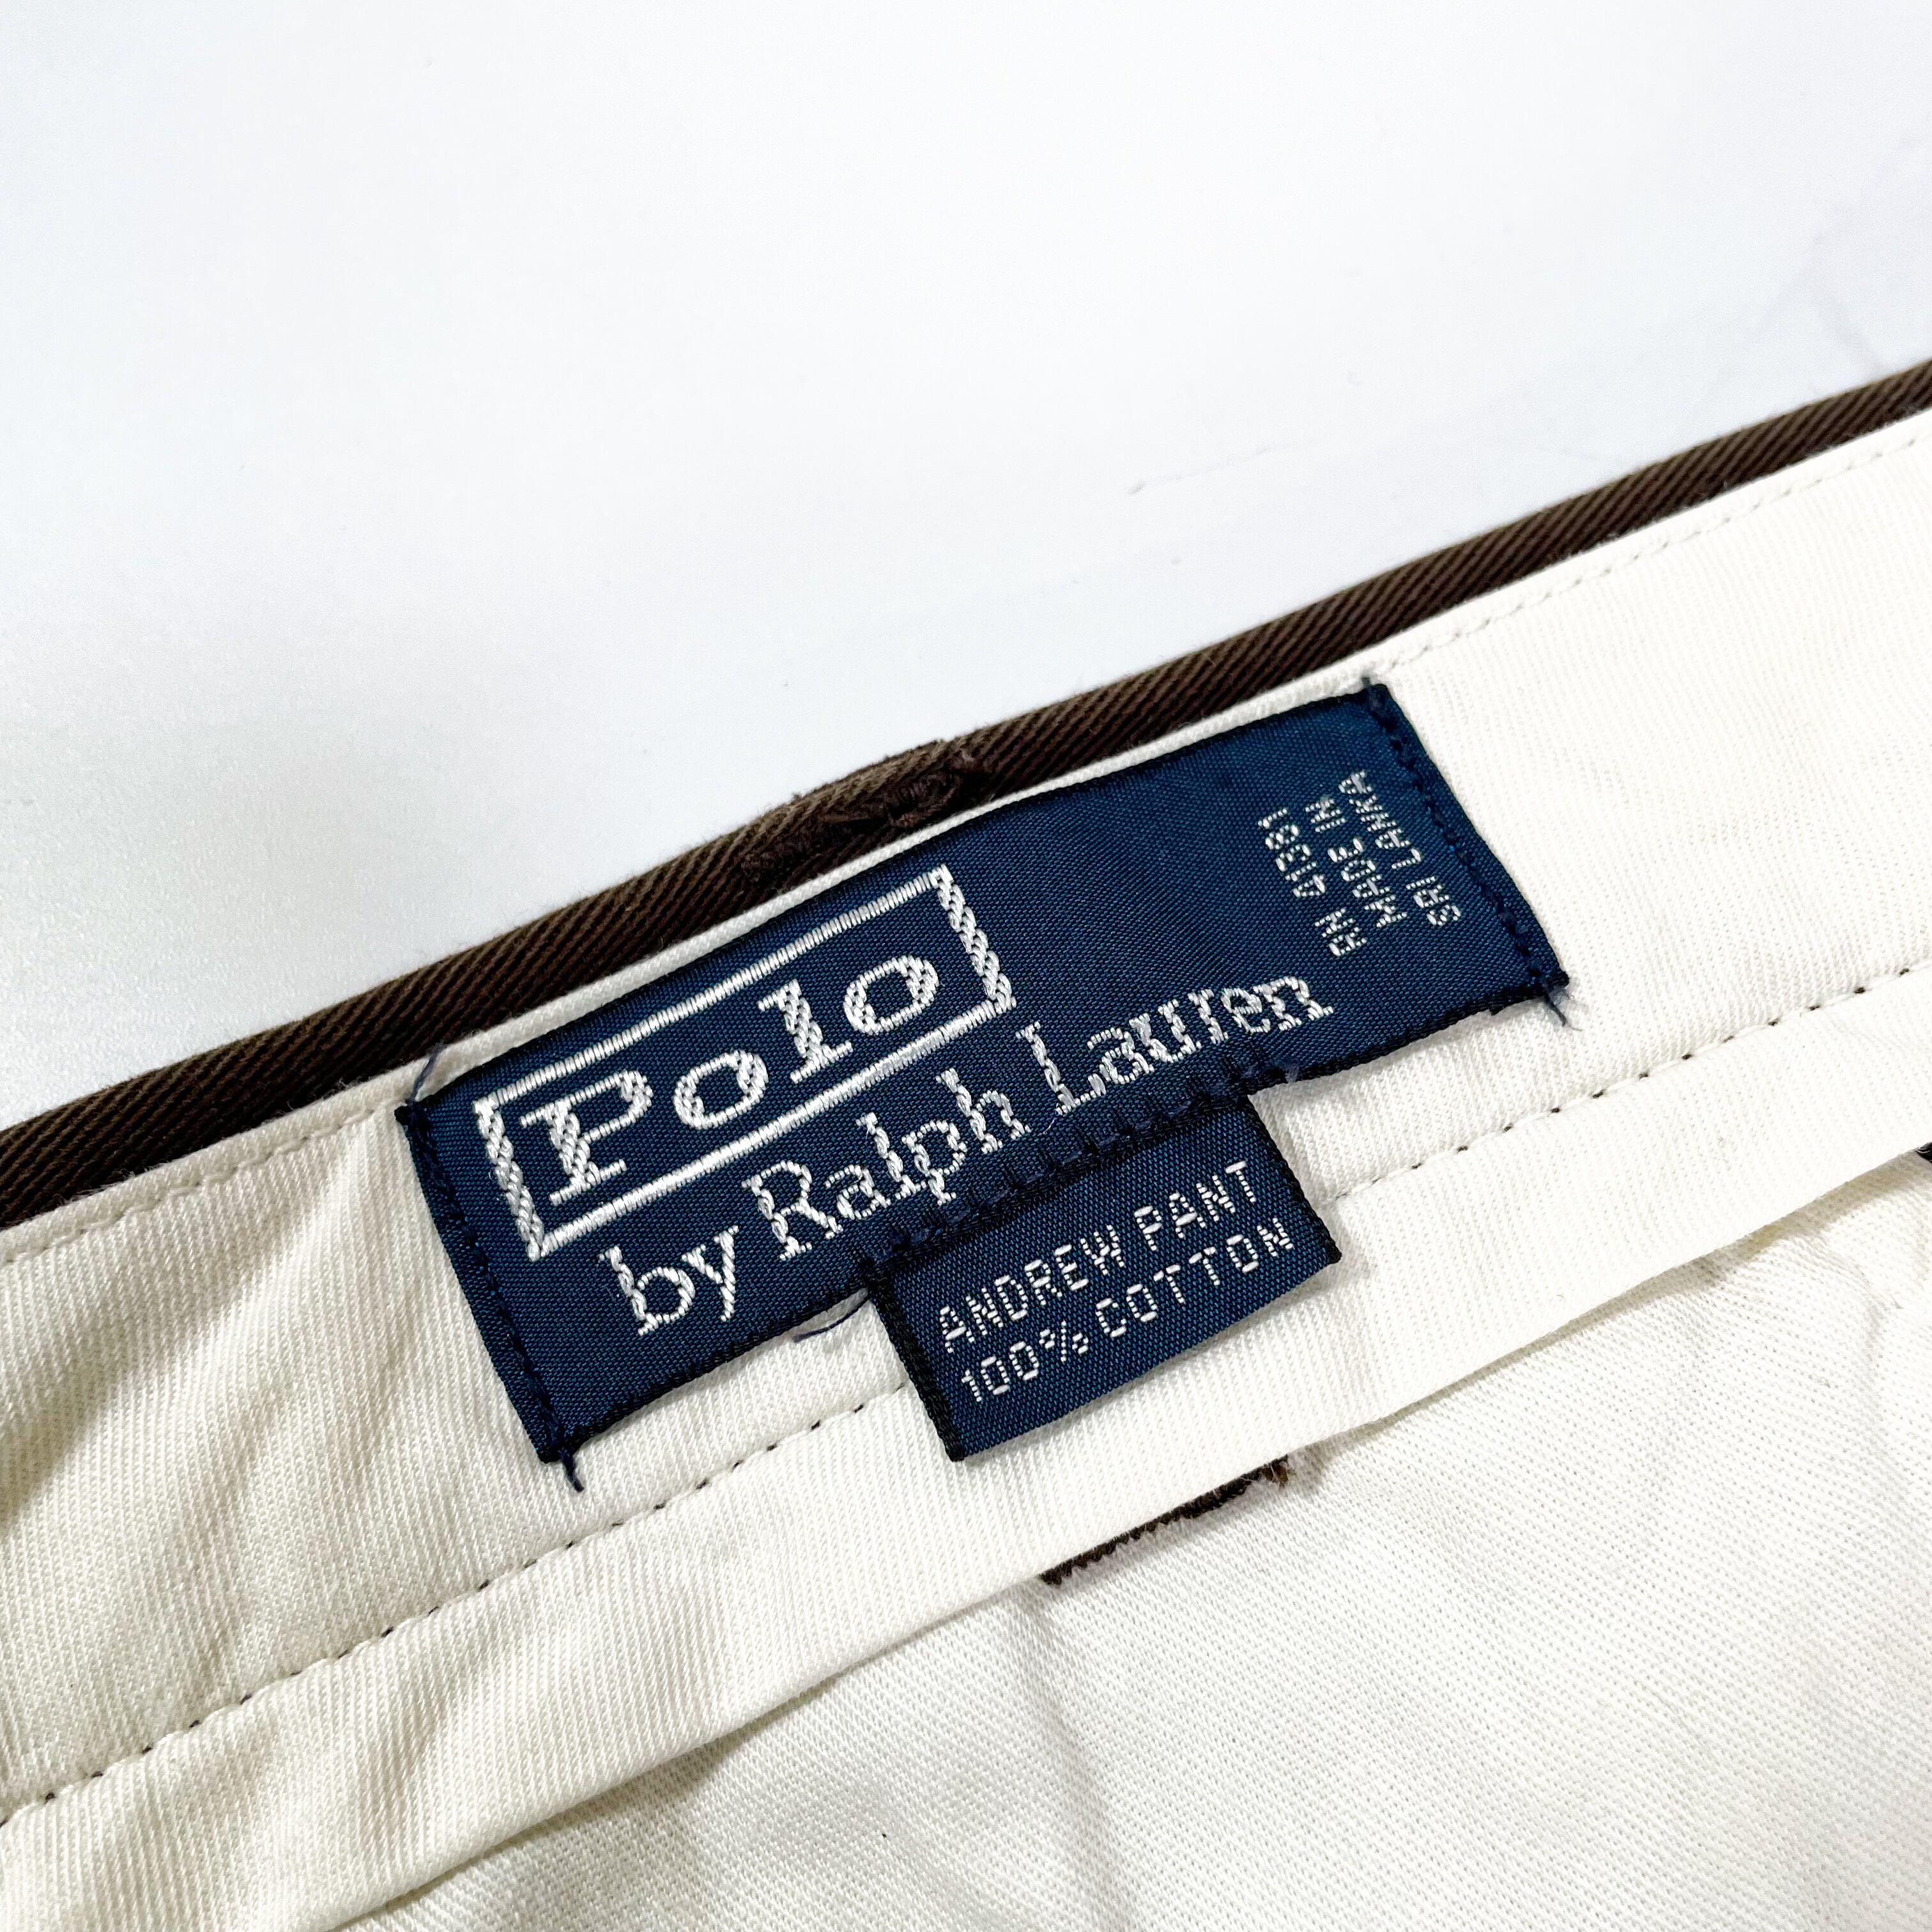 Polo
by Ralph Lauren
RN 41381
MADE IN
SRI LANKA
ANDREW PANT
100% COTTON